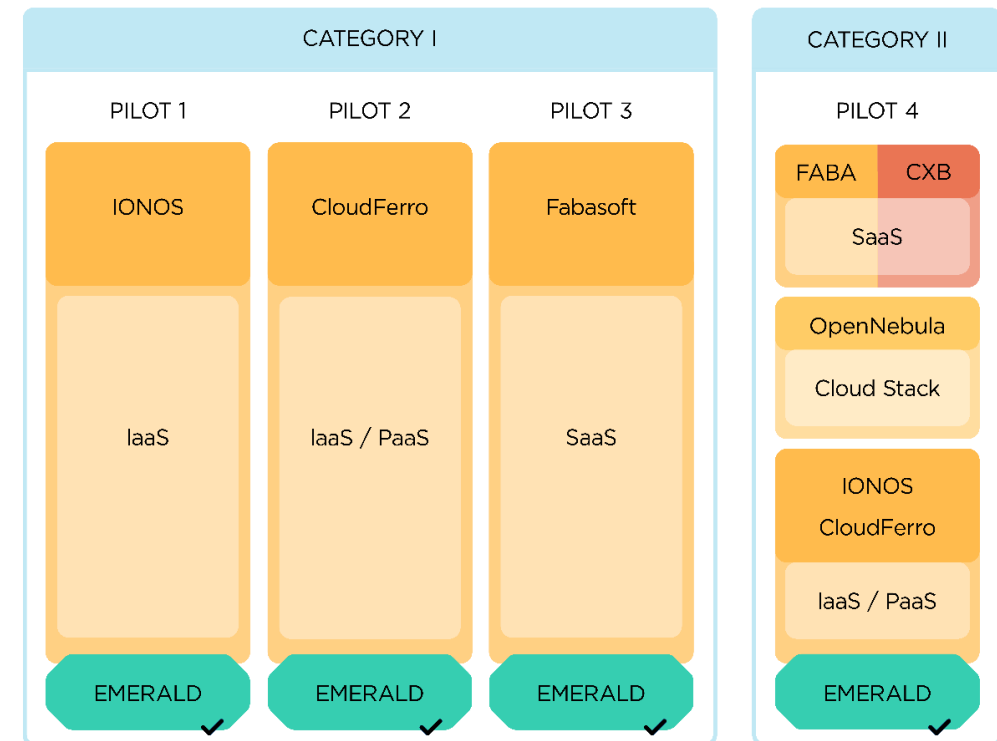 CATEGORY I
PILOT 1
PILOT 2
PILOT 3
IONOS
CloudFerro
Fabasoft
IaaS
IaaS / PaaS
SaaS
EMERALD
EMERALD
EMERALD
CATEGORY II
PILOT 4
FABA
CXB
SaaS
OpenNebula
Cloud Stack
IONOS
CloudFerro
IaaS / PaaS
EMERALD